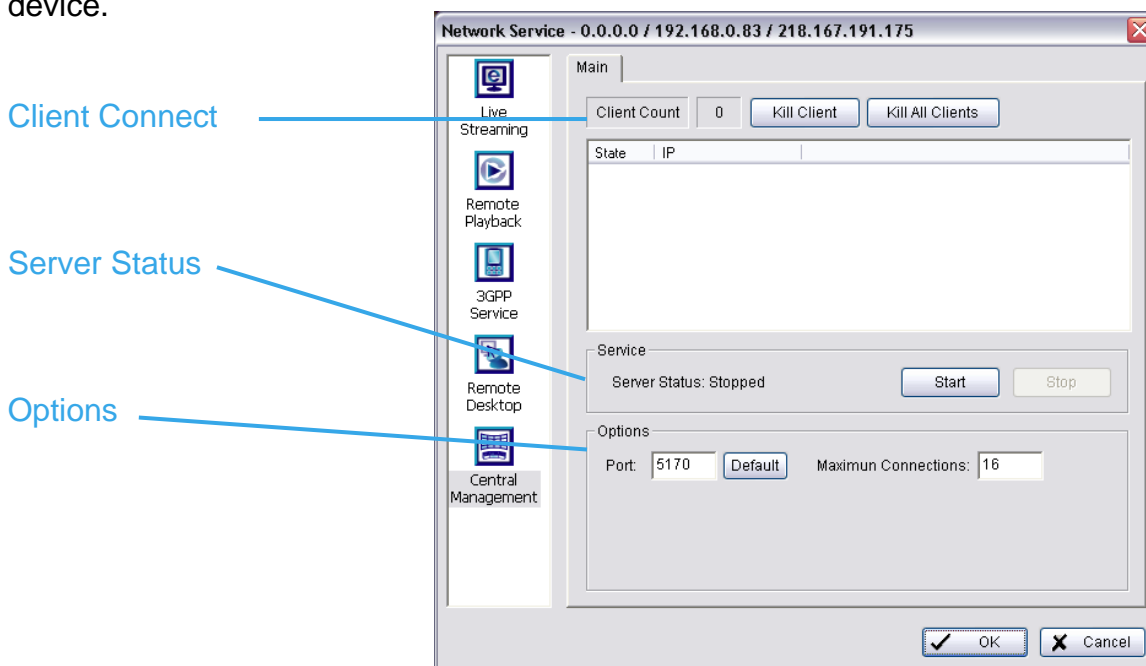 device.
Network Service - 0.0.0.0 / 192.168.0.83 / 218.167.191.175
Client Connect
Server Status
Options
Live
Streaming
Remote
Playback
3GPP
Service
Remote
Desktop
Central
Management
Main
Client Count 0 Kill Client Kill All Clients
State IP
Service
Server Status: Stopped Start Stop
Options
Port: 5170 Default Maximun Connections: 16
OK Cancel